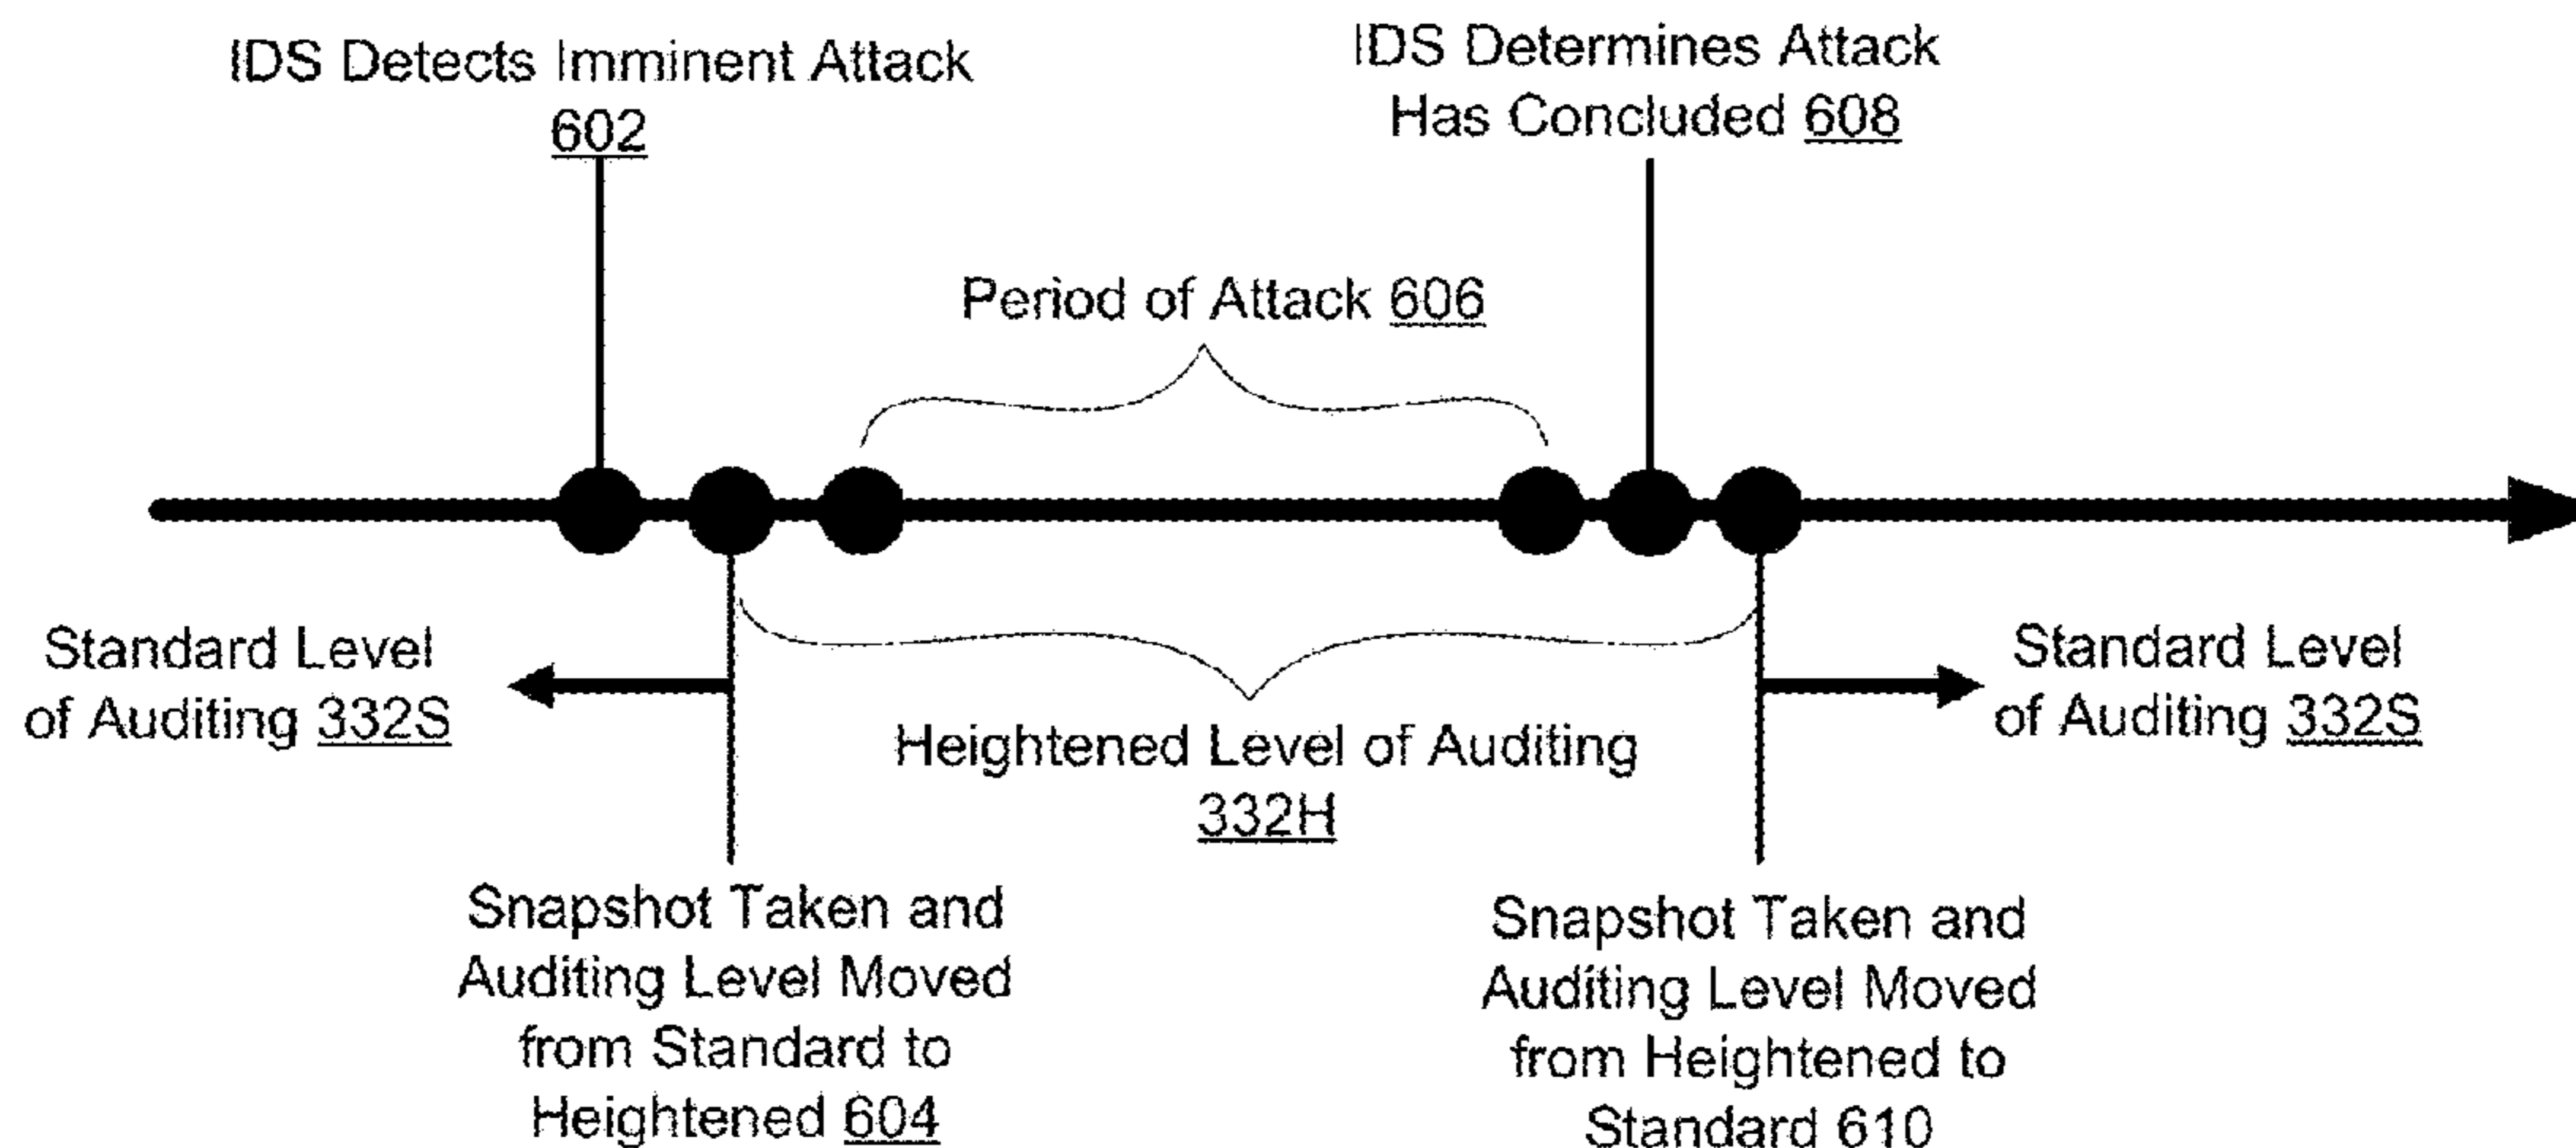 IDS Detects Imminent Attack
602
IDS Determines Attack
Has Concluded 608
Period of Attack 606
Standard Level
of Auditing 332S
Heightened Level of Auditing
332H
Standard Level
of Auditing 332S
Snapshot Taken and
Auditing Level Moved
from Standard to
Heightened 604
Snapshot Taken and
Auditing Level Moved
from Heightened to
Standard 610